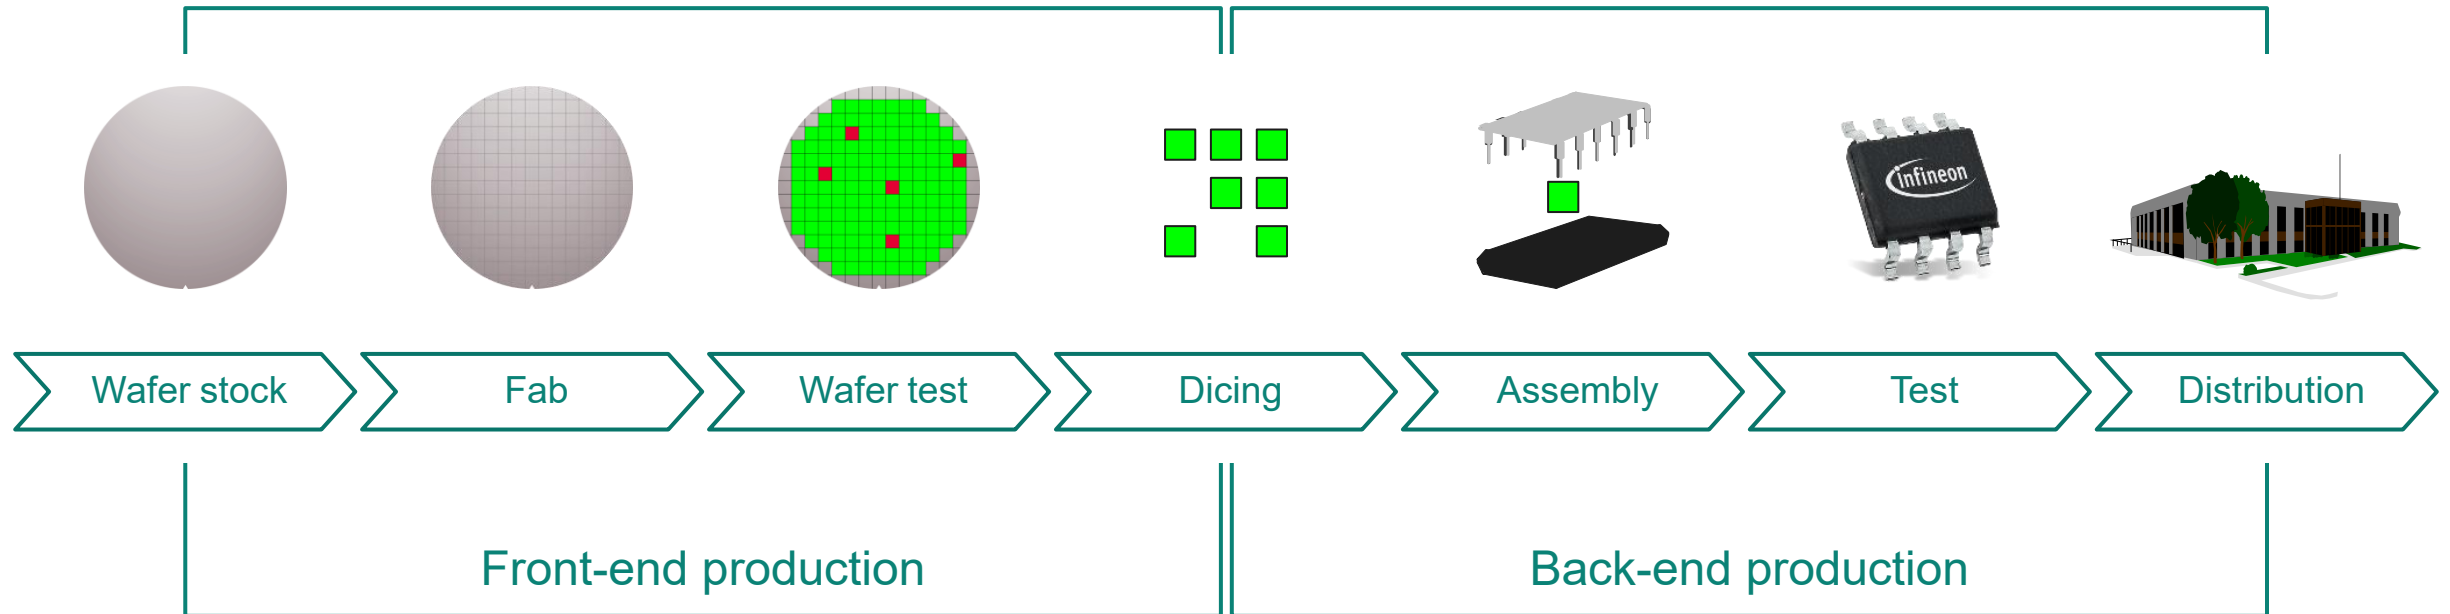 infineon
Wafer stock
Fab
Wafer test
Dicing
Assembly
Test
Distribution
Front-end production
Back-end production